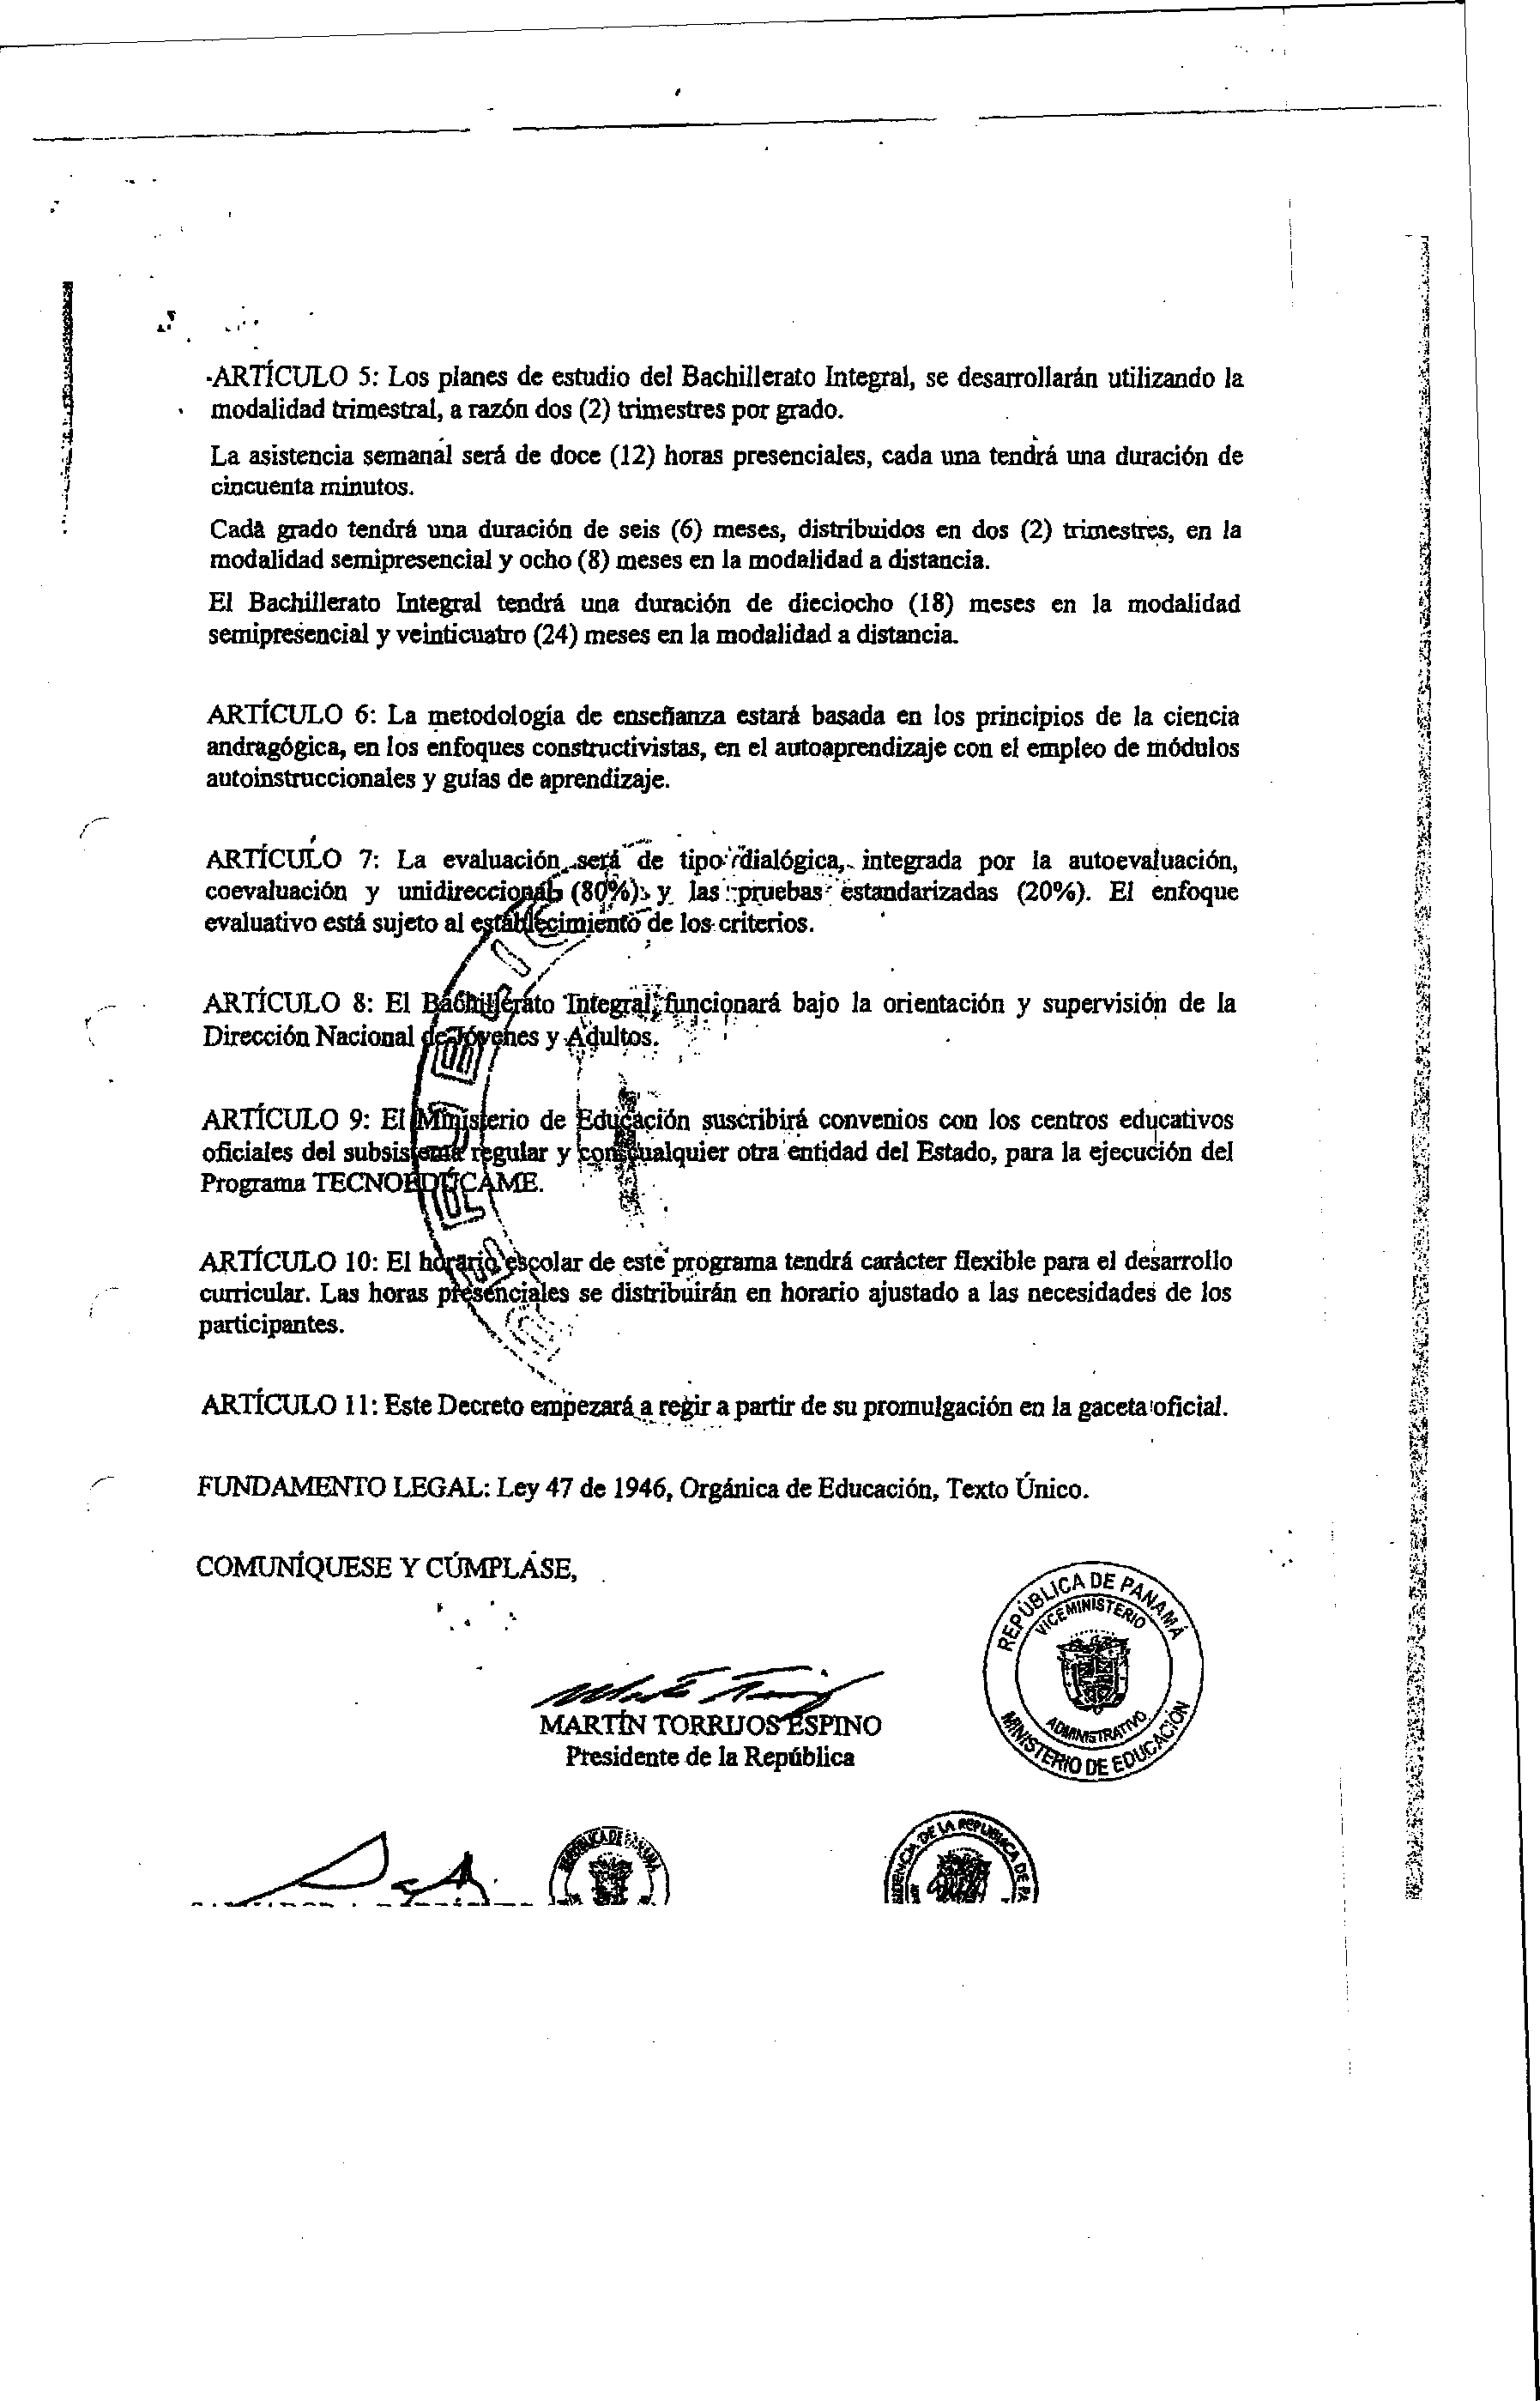 ARTÍCULO 5: Los planes de estudio del Bachillerato Integral, se desarrollarán utilizando la
modalidad trimestral, a razón dos (2) trimestres por grado.
La asistencia semanal será de doce (12) horas presenciales, cada una tendrá una duración de
cincuenta minutos.
Cada grado tendrá una duración de seis (6) meses, distribuidos en dos (2) trimestres, en la
modalidad semipresencial y ocho (8) meses en la modalidad a distancia.
El Bachillerato Integral tendrá una duración de dieciocho (18) meses en la modalidad
semipresencial y veinticuatro (24) meses en la modalidad a distancia.
ARTÍCULO 6: La metodología de enseñanza estará basada en los principios de la ciencia
andragógica, en los enfoques constructivistas, en el autoaprendizaje con el empleo de módulos
autoinstruccionales y guías de aprendizaje.
ARTÍCULO 7: La evaluación será de tipo dialógica, integrada por la autoevaluación,
coevaluación y unidireccional (80%) y las pruebas estandarizadas (20%). El enfoque
evaluativo está sujeto al establecimiento de los criterios.
ARTÍCULO 8: El Bachillerato Integral funcionará bajo la orientación y supervisión de la
Dirección Nacional de Jóvenes y Adultos.
ARTÍCULO 9: El Ministerio de Educación suscribirá convenios con los centros educativos
oficiales del subsistema regular y con cualquier otra entidad del Estado, para la ejecución del
Programa TECNOEDÚCAME.
ARTÍCULO 10: El horario escolar de este programa tendrá carácter flexible para el desarrollo
curricular. Las horas presenciales se distribuirán en horario ajustado a las necesidades de los
participantes.
ARTÍCULO 11: Este Decreto empezará a regir a partir de su promulgación en la gaceta oficial.
FUNDAMENTO LEGAL: Ley 47 de 1946, Orgánica de Educación, Texto Único.
COMUNÍQUESE Y CÚMPLASE,
REPÚBLICA DE PANAMÁ
VICEMINISTERIO
ADMINISTRATIVO
MINISTERIO DE EDUCACIÓN
MARTÍN TORRIJOS ESPINO
Presidente de la República
DE LA REPÚBLICA DE